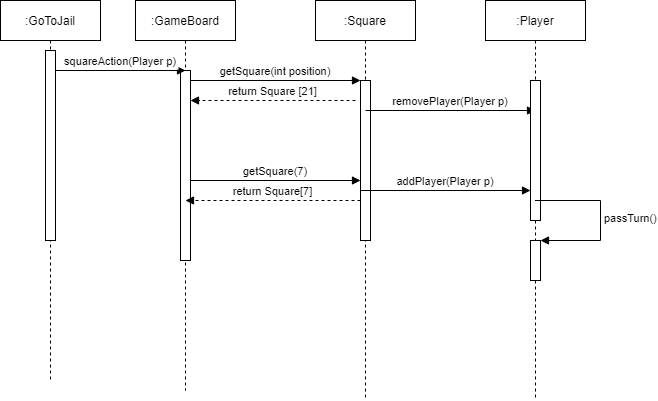 :GoToJail
:GameBoard
:Square
:Player
squareAction(Player p)
getSquare(int position)
return Square [21]
removePlayer(Player p)
getSquare(7)
addPlayer(Player p)
return Square[7]
passTurn()